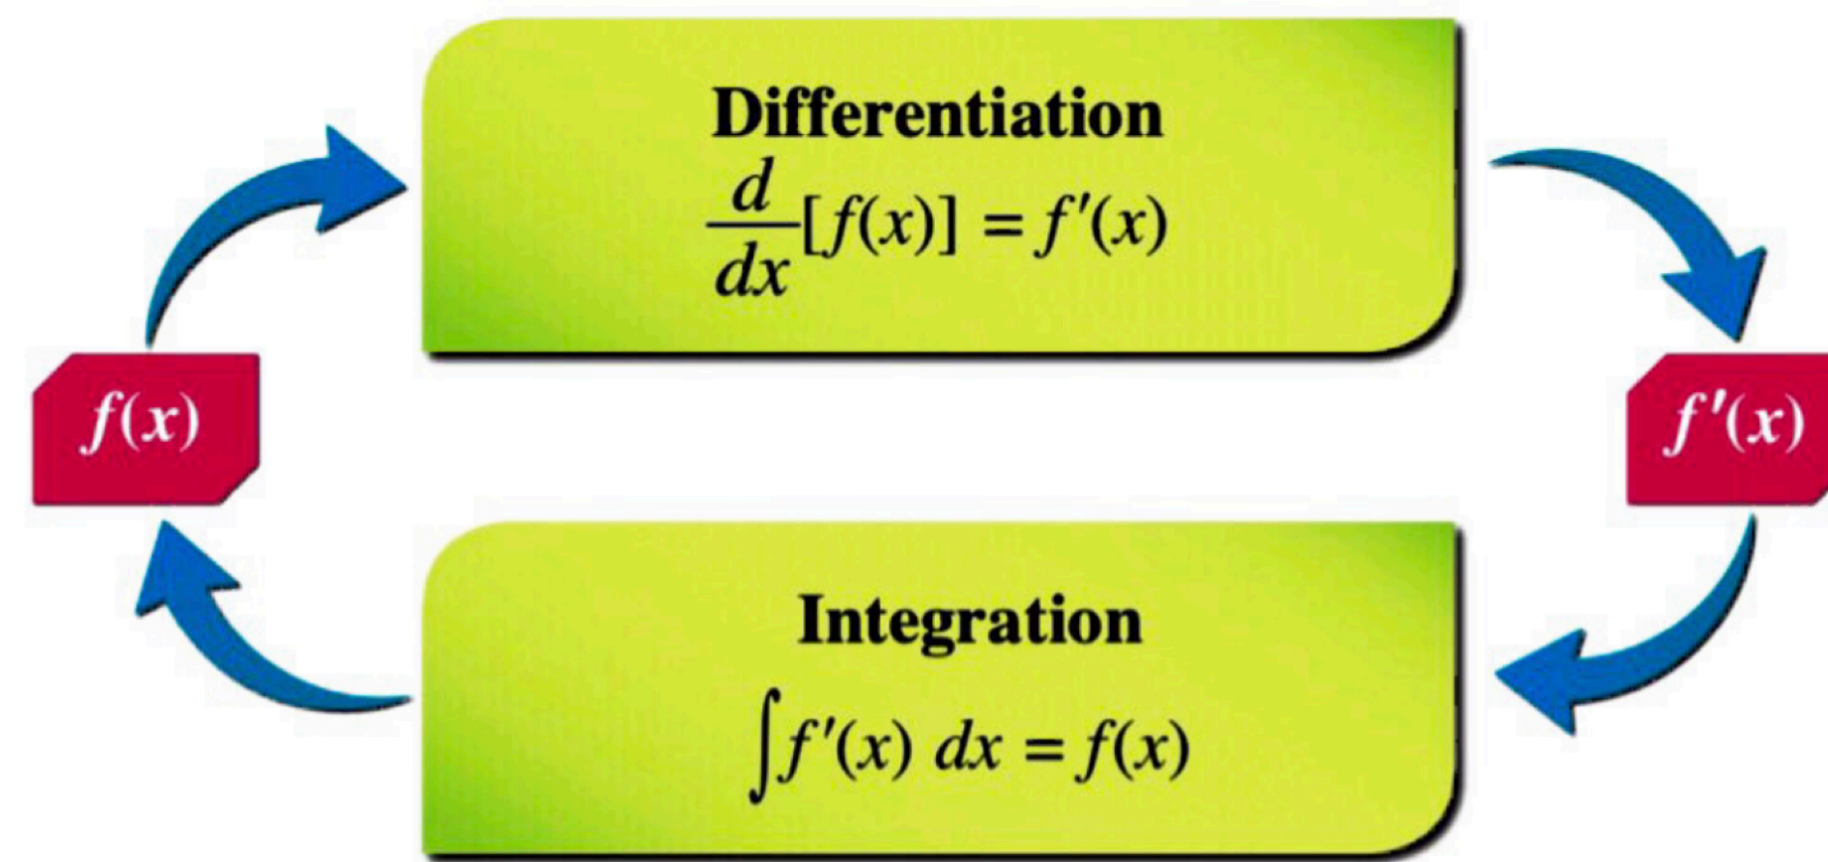 Differentiation
d/dx[f(x)] = f'(x)
f(x)
f'(x)
Integration
∫f'(x) dx = f(x)